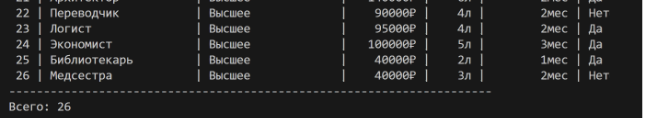 22 | Переводчик | Высшее | 90000₽ | 4л | 2мес | Нет
23 | Логист | Высшее | 95000₽ | 4л | 2мес | Да
24 | Экономист | Высшее | 100000₽ | 5л | 3мес | Да
25 | Библиотекарь | Высшее | 40000₽ | 2л | 1мес | Да
26 | Медсестра | Высшее | 40000₽ | 3л | 2мес | Нет
Всего: 26